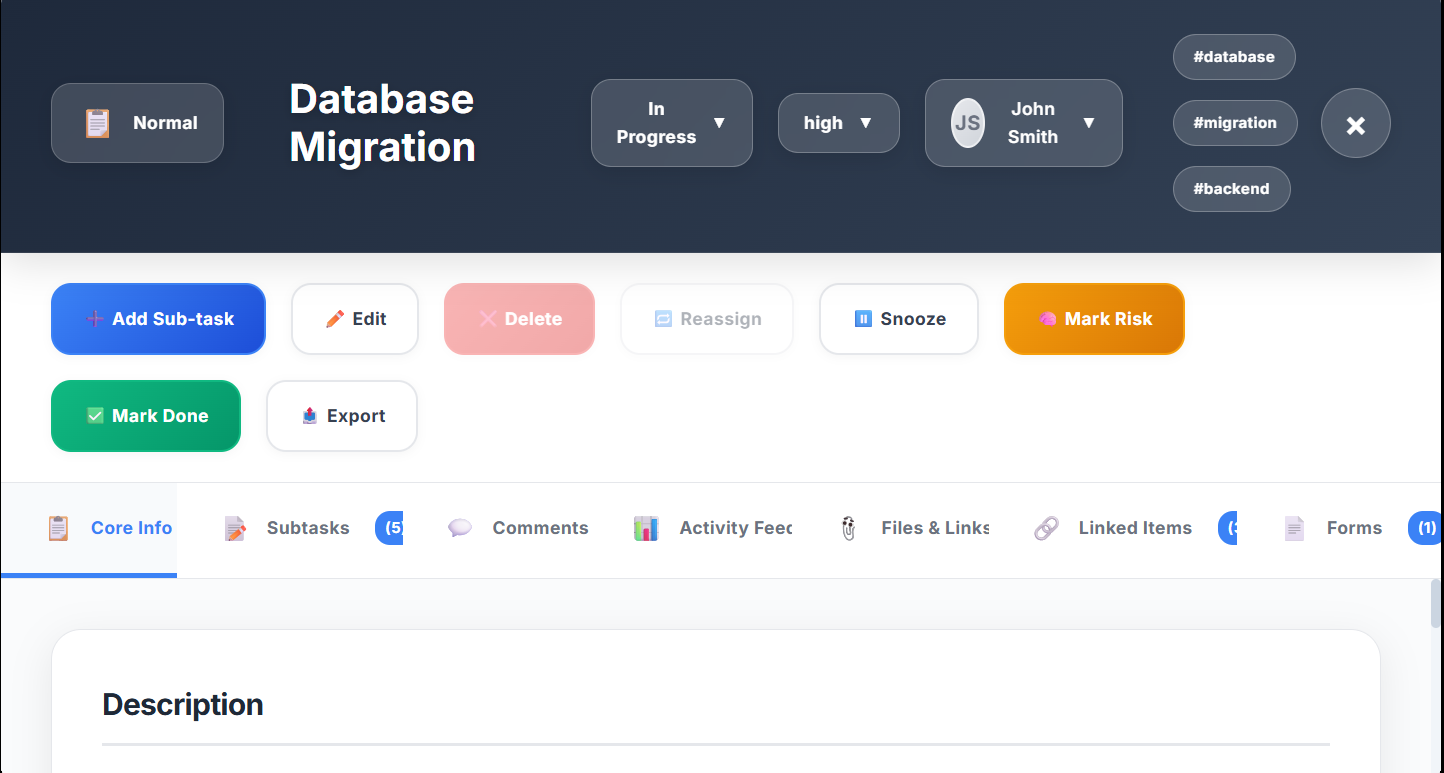 Normal
Database
Migration
In
Progress ▼
high ▼
JS
John
Smith ▼
#database
#migration
#backend
×
Add Sub-task
Edit
Delete
Reassign
Snooze
Mark Risk
Mark Done
Export
Core Info
Subtasks (5)
Comments
Activity Feed
Files & Links
Linked Items
Forms (1)
Description